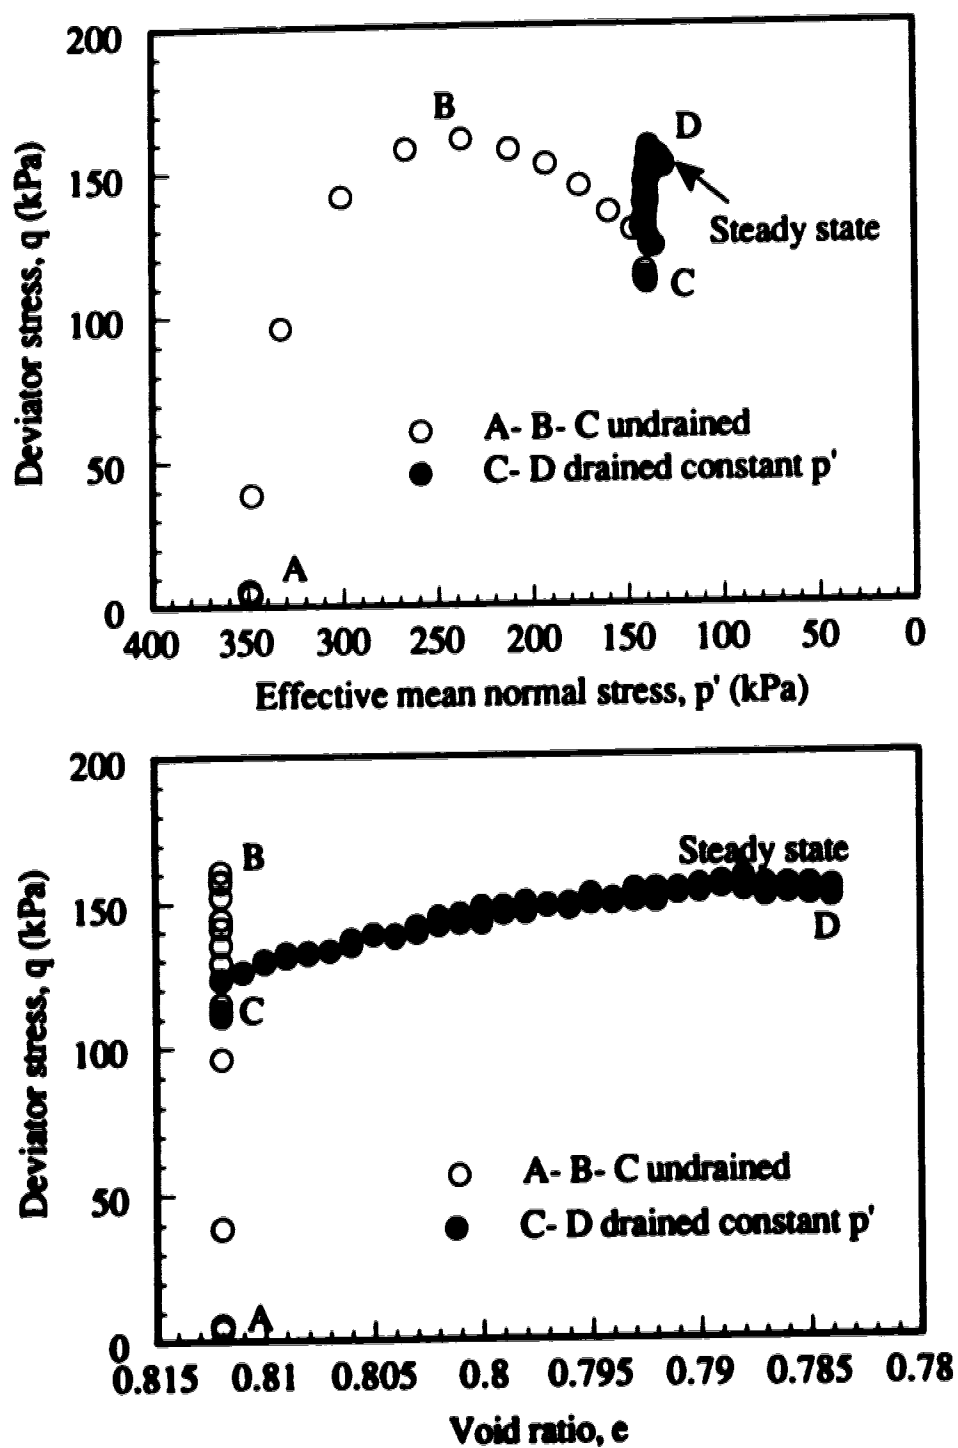 200
150
100
50
0
Deviator stress, q (kPa)
B
D
Steady state
C
A- B- C undrained
C- D drained constant p'
A
400 350 300 250 200 150 100 50 0
Effective mean normal stress, p' (kPa)
200
150
100
50
0
Deviator stress, q (kPa)
B
Steady state
D
C
A- B- C undrained
C- D drained constant p'
A
0.815 0.81 0.805 0.8 0.795 0.79 0.785 0.78
Void ratio, e